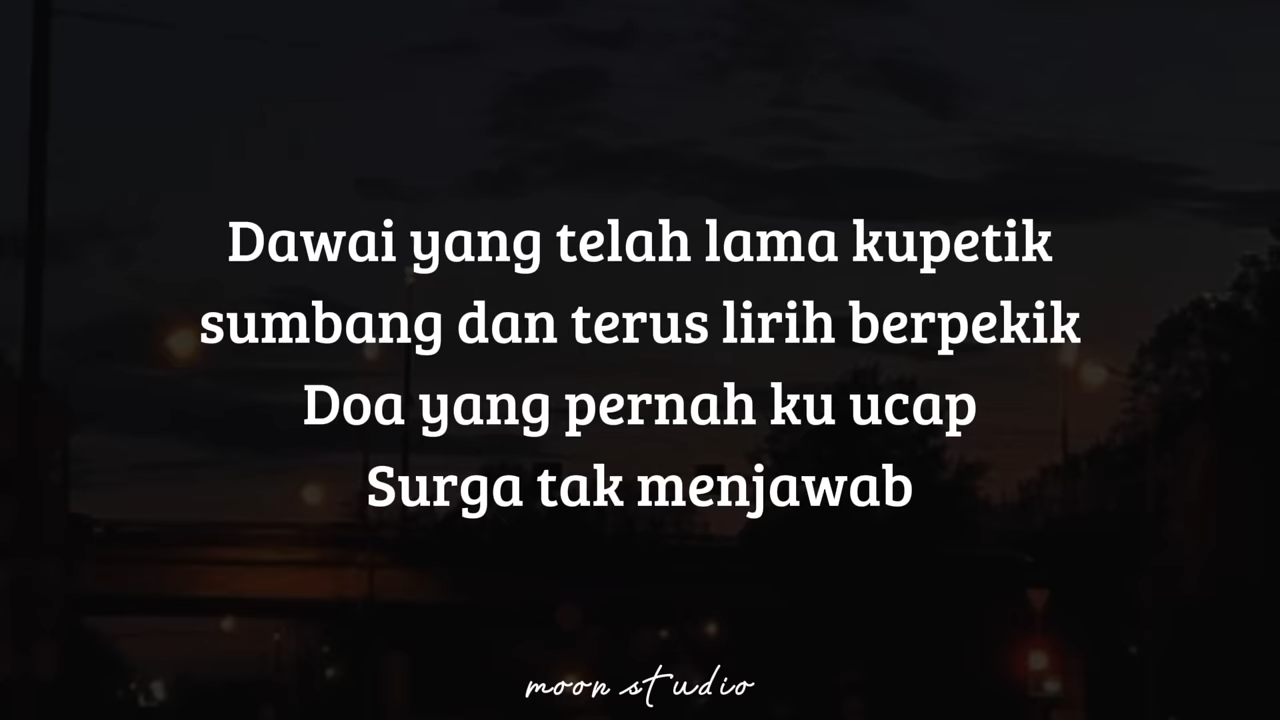 Dawai yang telah lama kupetik
sumbang dan terus lirih berpekik
Doa yang pernah ku ucap
Surga tak menjawab
moon studio